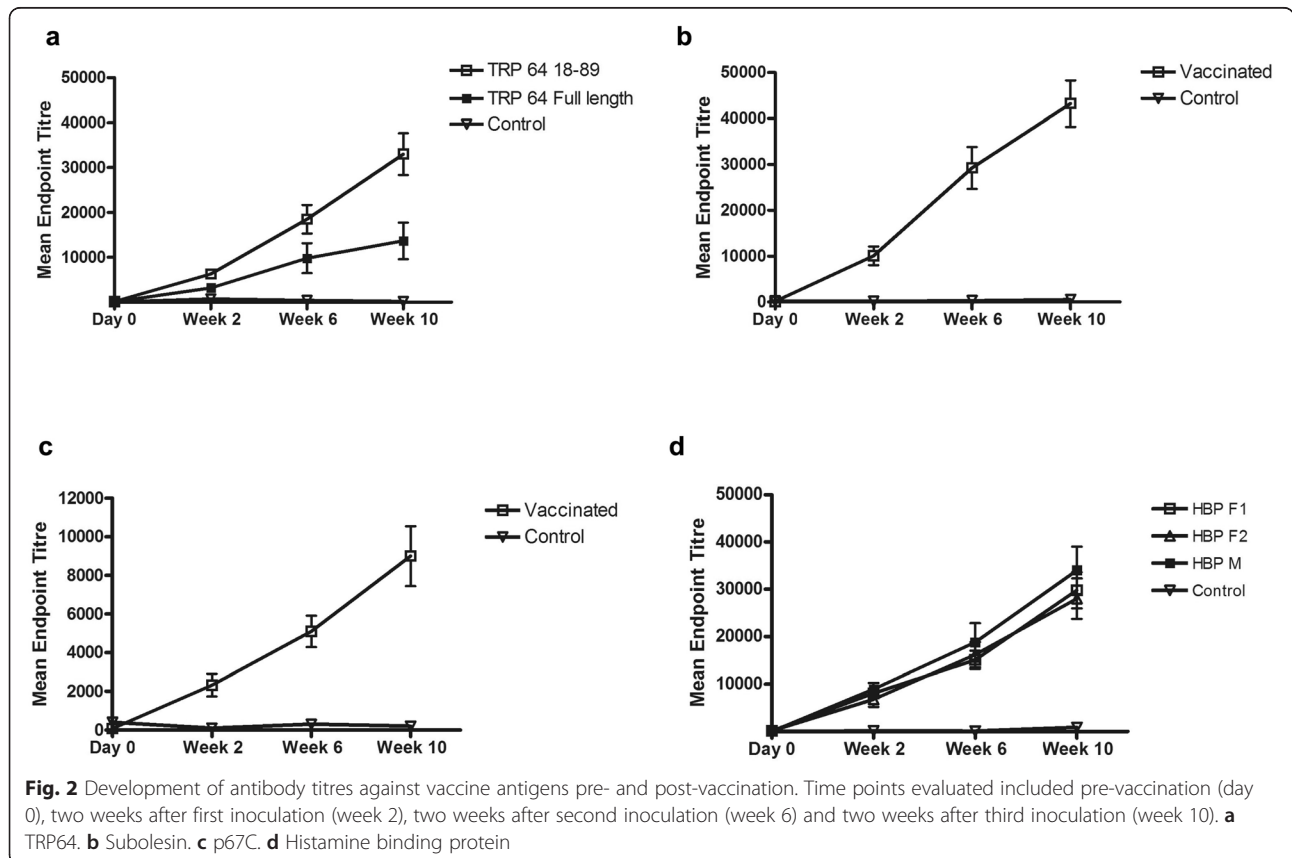 a
TRP 64 18-89
TRP 64 Full length
Control
Mean Endpoint Titre
50000
40000
30000
20000
10000
Day 0 Week 2 Week 6 Week 10
b
Vaccinated
Control
Mean Endpoint Titre
50000
40000
30000
20000
10000
0
Day 0 Week 2 Week 6 Week 10
c
Vaccinated
Control
Mean Endpoint Titre
12000
10000
8000
6000
4000
2000
0
Day 0 Week 2 Week 6 Week 10
d
HBP F1
HBP F2
HBP M
Control
Mean Endpoint Titre
50000
40000
30000
20000
10000
Day 0 Week 2 Week 6 Week 10
Fig. 2 Development of antibody titres against vaccine antigens pre- and post-vaccination. Time points evaluated included pre-vaccination (day
0), two weeks after first inoculation (week 2), two weeks after second inoculation (week 6) and two weeks after third inoculation (week 10). a
TRP64. b Subolesin. c p67C. d Histamine binding protein